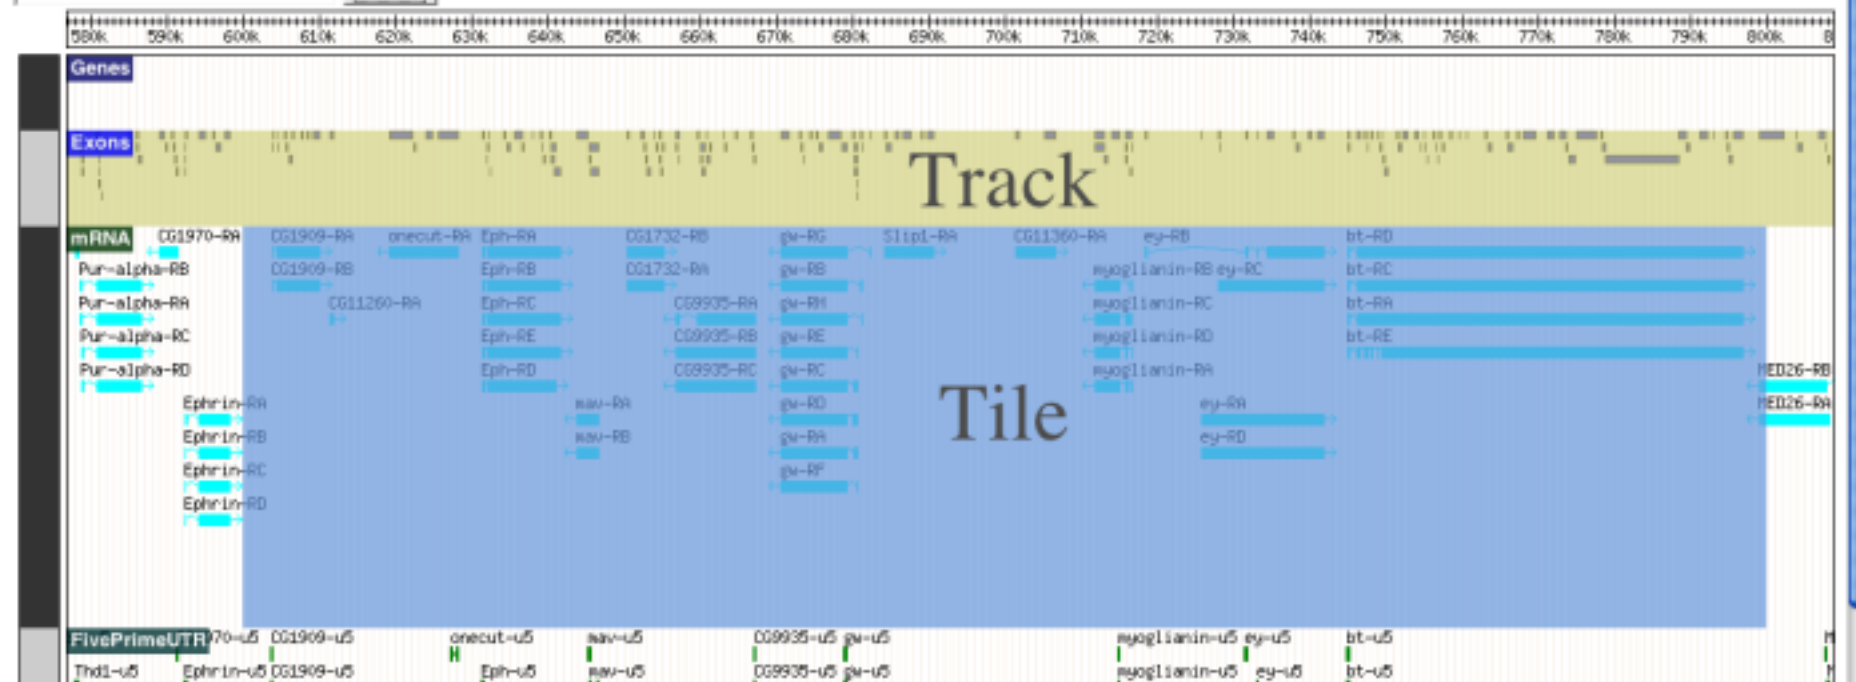 580k 590k 600k 610k 620k 630k 640k 650k 660k 670k 680k 690k 700k 710k 720k 730k 740k 750k 760k 770k 780k 790k 800k 8
Genes
Exons
Track
mRNA CG1970-RA CG1909-RA onecut-RA Eph-RA CG1732-RB gw-RG Slip1-RA CG11360-RA ey-RB bt-RD
Pur-alpha-RB CG1909-RB Eph-RB CG1732-RA gw-RB myoglianin-RB ey-RC bt-RC
Pur-alpha-RA CG11260-RA Eph-RC CG9935-RA gw-RH myoglianin-RC bt-RA
Pur-alpha-RC Eph-RE CG9935-RB gw-RE myoglianin-RD bt-RE
Pur-alpha-RD Eph-RD CG9935-RC gw-RC myoglianin-RA MED26-RB
Ephrin-RA mav-RA gw-RD Tile ey-RA MED26-RA
Ephrin-RB mav-RB gw-RA ey-RD
Ephrin-RC gw-RF
Ephrin-RD
FivePrimeUTR 70-u5 CG1909-u5 onecut-u5 mav-u5 CG9935-u5 gw-u5 myoglianin-u5 ey-u5 bt-u5 M
Thd1-u5 Ephrin-u5 CG1909-u5 Eph-u5 mav-u5 CG9935-u5 gw-u5 myoglianin-u5 ey-u5 bt-u5 M